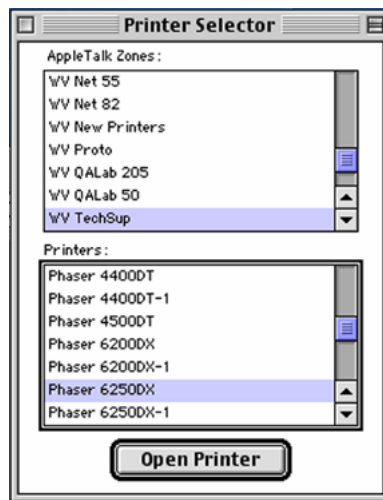 Printer Selector
AppleTalk Zones:
WV Net 55
WV Net 82
WV New Printers
WV Proto
WV QALab 205
WV QALab 50
WV TechSup
Printers:
Phaser 4400DT
Phaser 4400DT-1
Phaser 4500DT
Phaser 6200DX
Phaser 6200DX-1
Phaser 6250DX
Phaser 6250DX-1
Open Printer